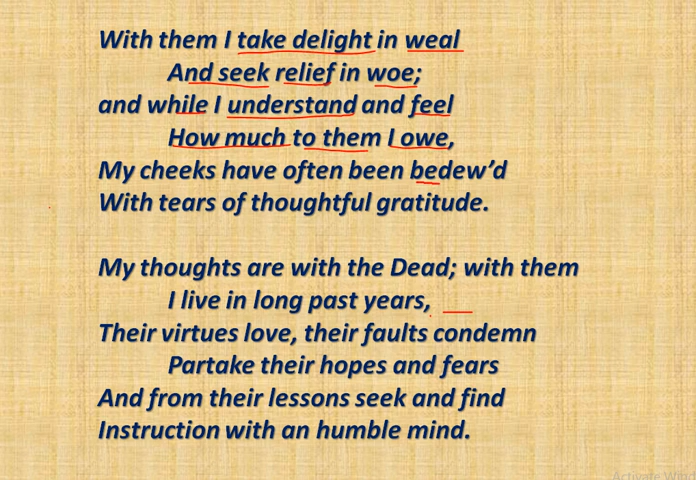 With them I take delight in weal
And seek relief in woe;
and while I understand and feel
How much to them I owe,
My cheeks have often been bedew’d
With tears of thoughtful gratitude.
My thoughts are with the Dead; with them
I live in long past years,
Their virtues love, their faults condemn
Partake their hopes and fears
And from their lessons seek and find
Instruction with an humble mind.